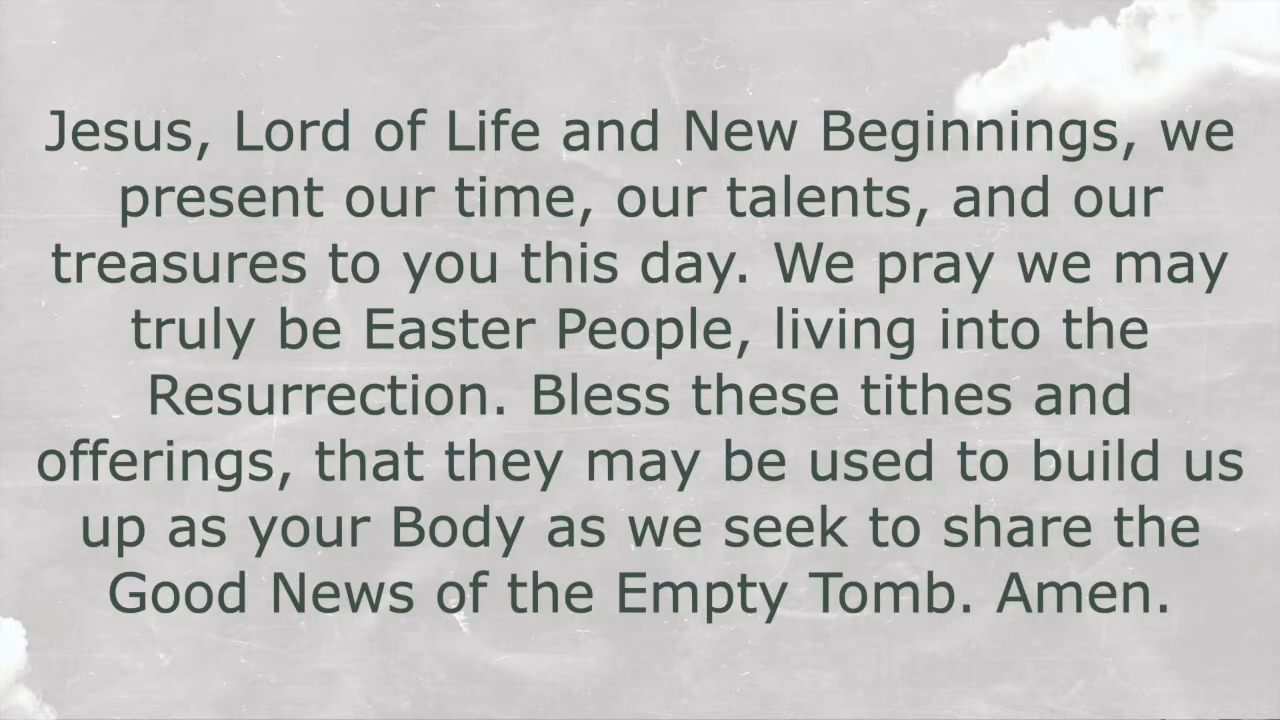 Jesus, Lord of Life and New Beginnings, we
present our time, our talents, and our
treasures to you this day. We pray we may
truly be Easter People, living into the
Resurrection. Bless these tithes and
offerings, that they may be used to build us
up as your Body as we seek to share the
Good News of the Empty Tomb. Amen.